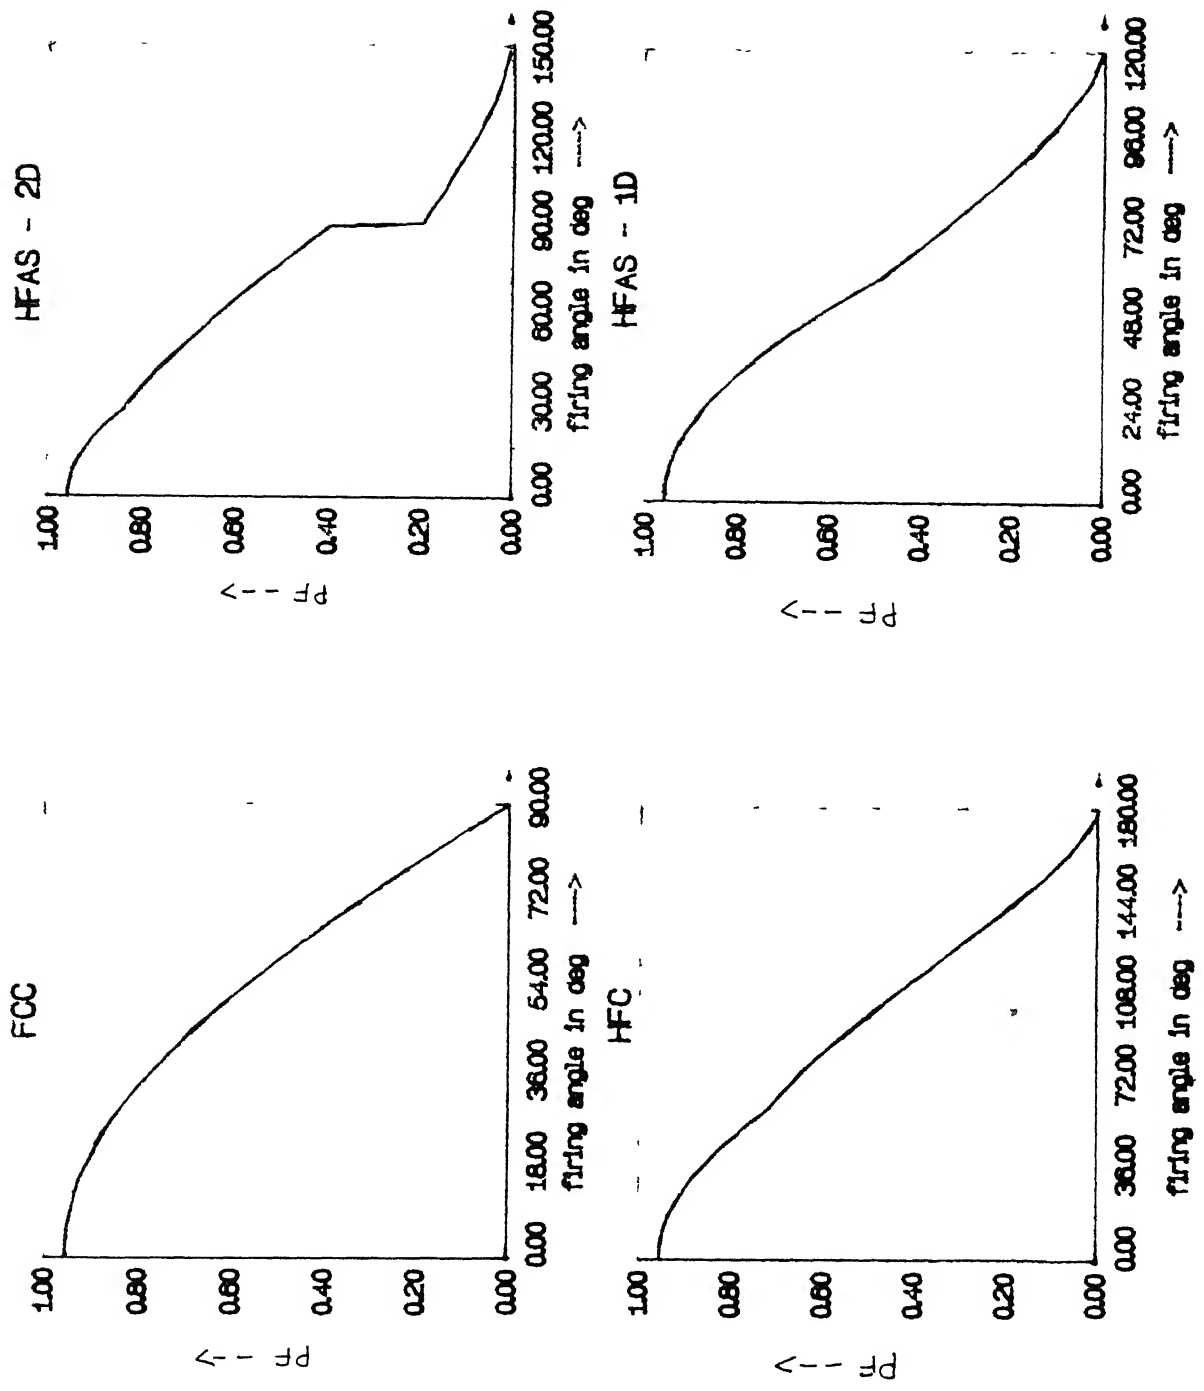 FCC
1.00
0.80
0.60
0.40
0.20
0.00
PF -->
0.00 18.00 36.00 54.00 72.00 90.00
firing angle in deg --->
HFAS - 2D
1.00
0.80
0.60
0.40
0.20
0.00
PF -->
0.00 30.00 60.00 90.00 120.00 150.00
firing angle in deg --->
HFC
1.00
0.80
0.60
0.40
0.20
0.00
PF -->
0.00 36.00 72.00 108.00 144.00 180.00
firing angle in deg --->
HFAS - 1D
1.00
0.80
0.60
0.40
0.20
0.00
PF -->
0.00 24.00 48.00 72.00 96.00 120.00
firing angle in deg --->